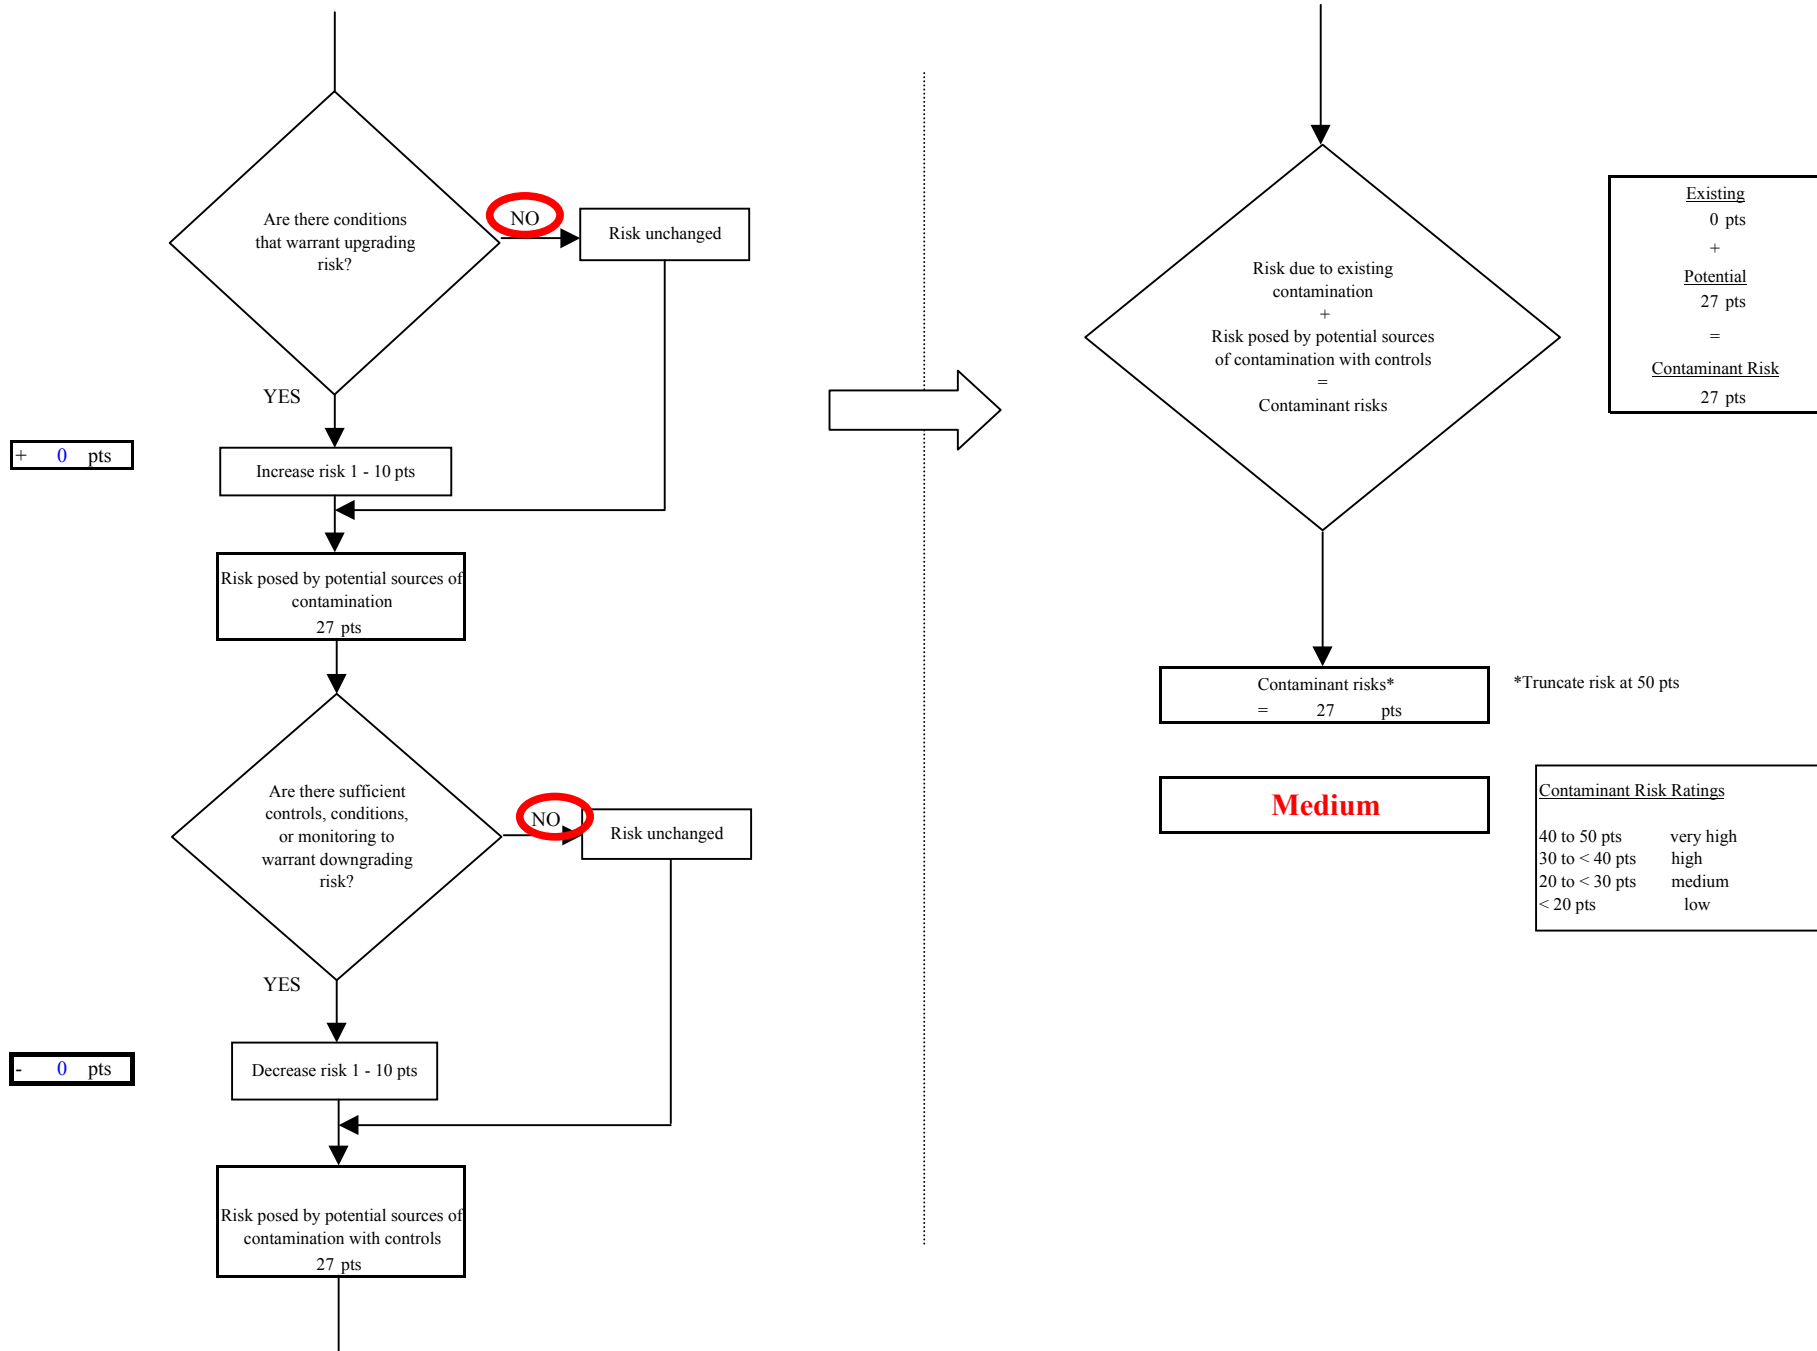 Are there conditions
that warrant upgrading
risk?
NO
Risk unchanged
YES
+ 0 pts
Increase risk 1 - 10 pts
Risk posed by potential sources of
contamination
27 pts
Are there sufficient
controls, conditions,
or monitoring to
warrant downgrading
risk?
NO
Risk unchanged
YES
- 0 pts
Decrease risk 1 - 10 pts
Risk posed by potential sources of
contamination with controls
27 pts
Risk due to existing
contamination
+
Risk posed by potential sources
of contamination with controls
=
Contaminant risks
Existing
0 pts
+
Potential
27 pts
=
Contaminant Risk
27 pts
Contaminant risks*
= 27 pts
*Truncate risk at 50 pts
Medium
Contaminant Risk Ratings
40 to 50 pts very high
30 to < 40 pts high
20 to < 30 pts medium
< 20 pts low